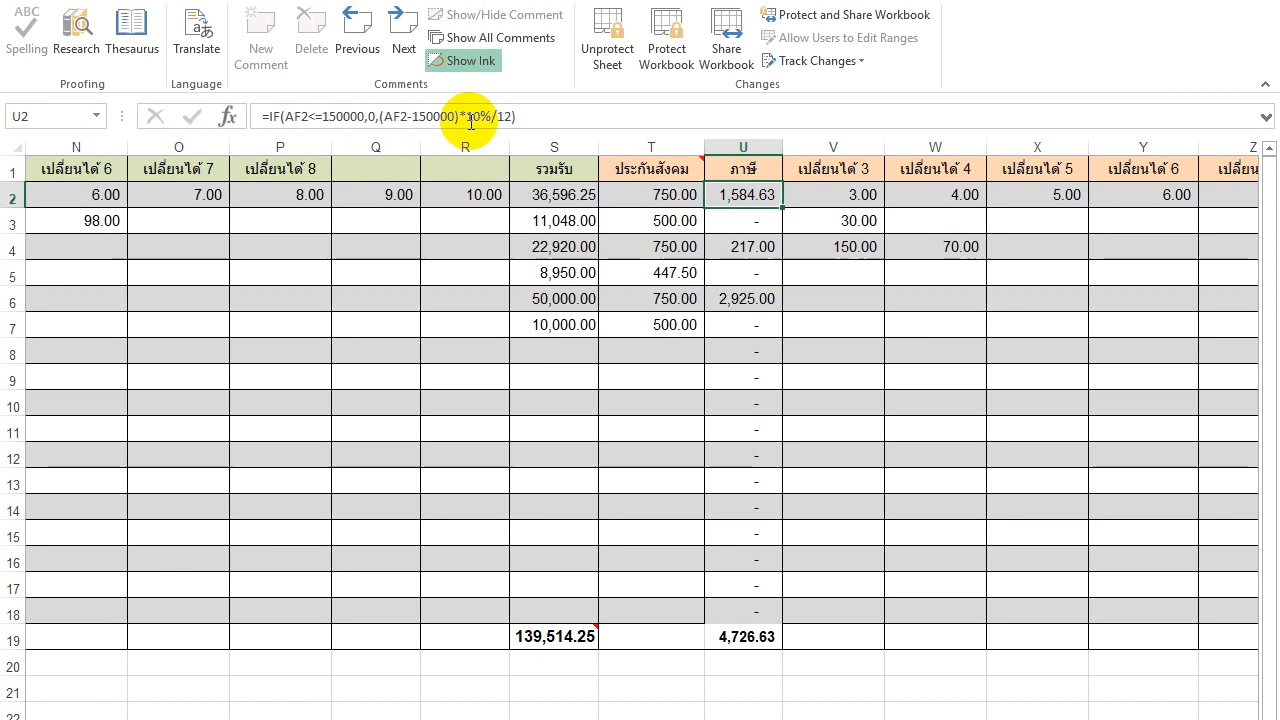 ABC
Spelling Research Thesaurus Translate New Comment Delete Previous Next Show/Hide Comment
Show All Comments
Show Ink
Unprotect Sheet Protect Workbook Share Workbook Protect and Share Workbook
Allow Users to Edit Ranges
Track Changes
Proofing Language Comments Changes
U2 fx =IF(AF2<=150000,0,(AF2-150000)*10%/12)
N O P Q R S T U V W X Y Z
1 เปลี่ยนได้ 6 เปลี่ยนได้ 7 เปลี่ยนได้ 8 รวมรับ ประกันสังคม ภาษี เปลี่ยนได้ 3 เปลี่ยนได้ 4 เปลี่ยนได้ 5 เปลี่ยนได้ 6 เปลี่ยน
2 6.00 7.00 8.00 9.00 10.00 36,596.25 750.00 1,584.63 3.00 4.00 5.00 6.00
3 98.00 11,048.00 500.00 - 30.00
4 22,920.00 750.00 217.00 150.00 70.00
5 8,950.00 447.50 -
6 50,000.00 750.00 2,925.00
7 10,000.00 500.00 -
8 -
9 -
10 -
11 -
12 -
13 -
14 -
15 -
16 -
17 -
18 -
19 139,514.25 4,726.63
20
21
22